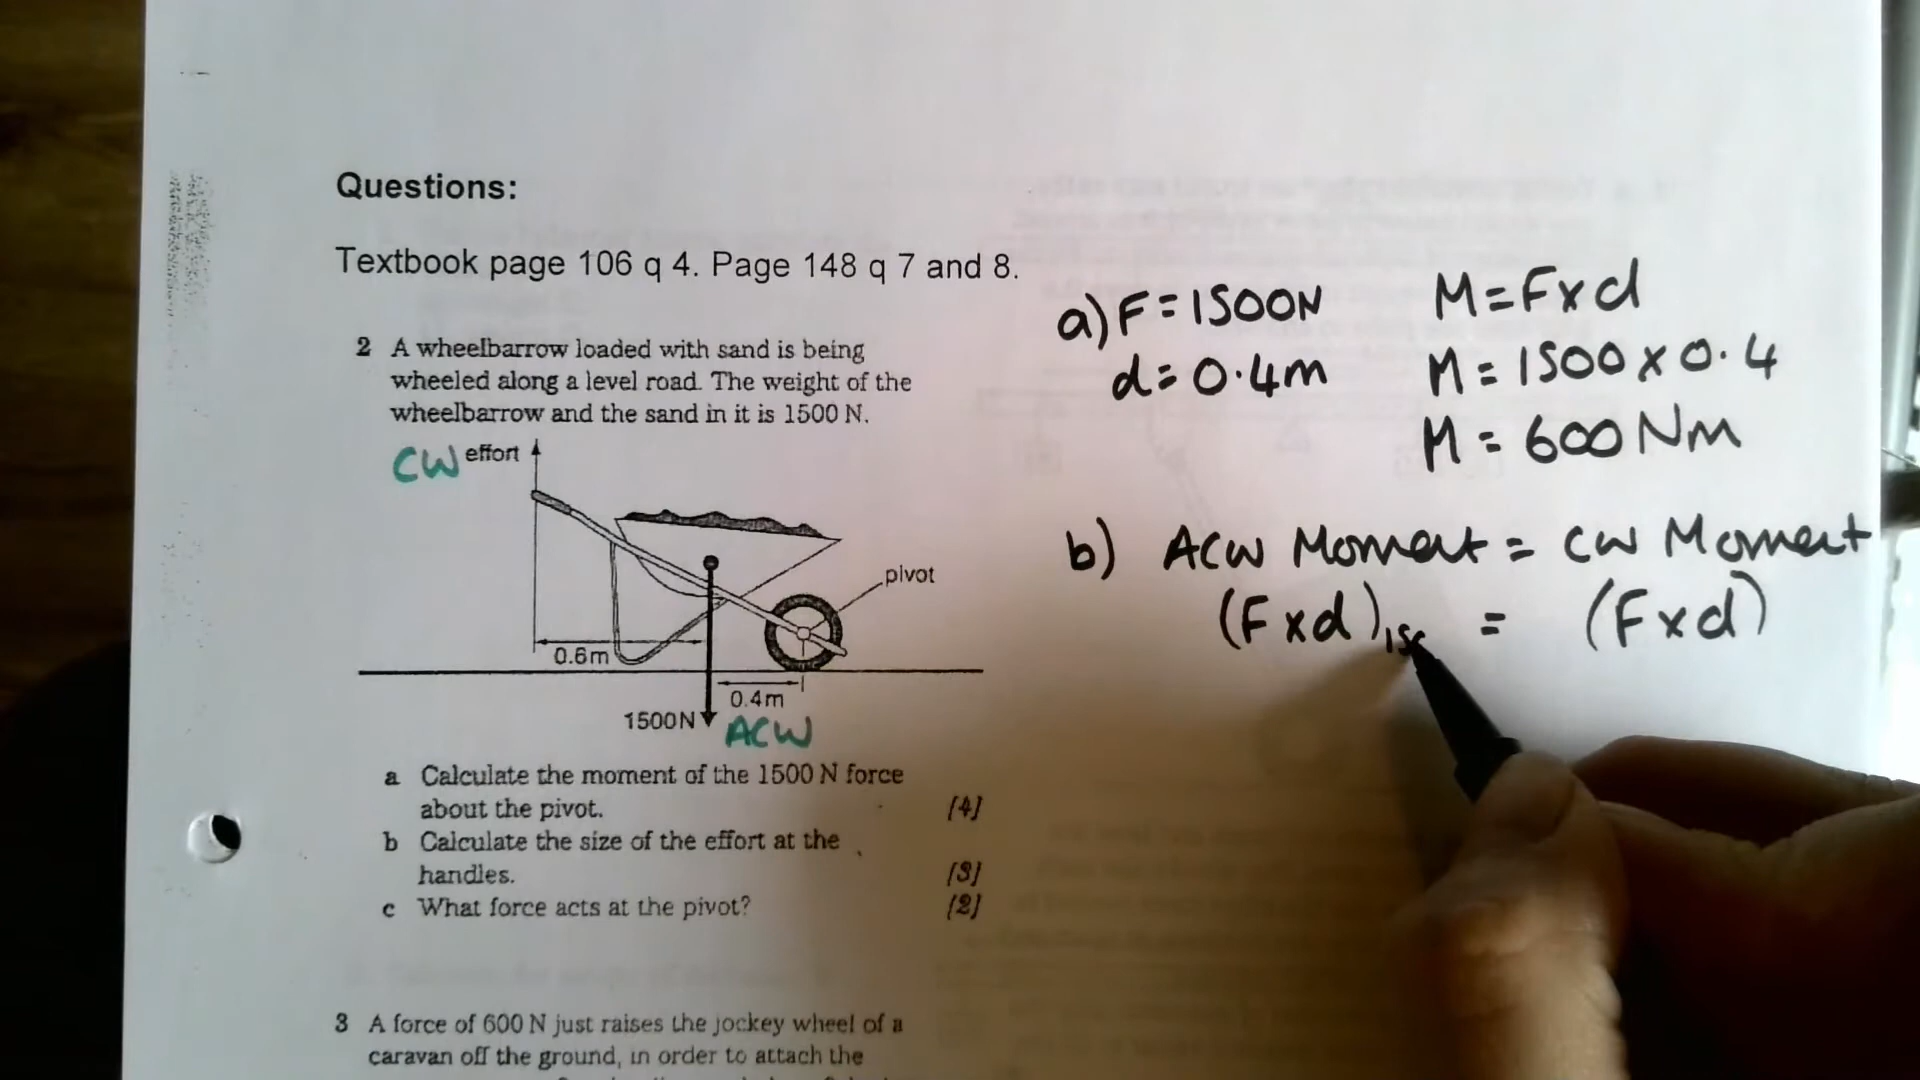 Questions:
Textbook page 106 q 4. Page 148 q 7 and 8.
2 A wheelbarrow loaded with sand is being
wheeled along a level road. The weight of the
wheelbarrow and the sand in it is 1500 N.
CW effort
pivot
0.6m
0.4m
1500N
ACW
a Calculate the moment of the 1500 N force
about the pivot. [4]
b Calculate the size of the effort at the
handles. [3]
c What force acts at the pivot? [2]
3 A force of 600 N just raises the jockey wheel of a
caravan off the ground, in order to attach the
a) F = 1500N M = F x d
d = 0.4m M = 1500 x 0.4
M = 600 Nm
b) ACW Moment = CW Moment
(F x d) = (F x d)